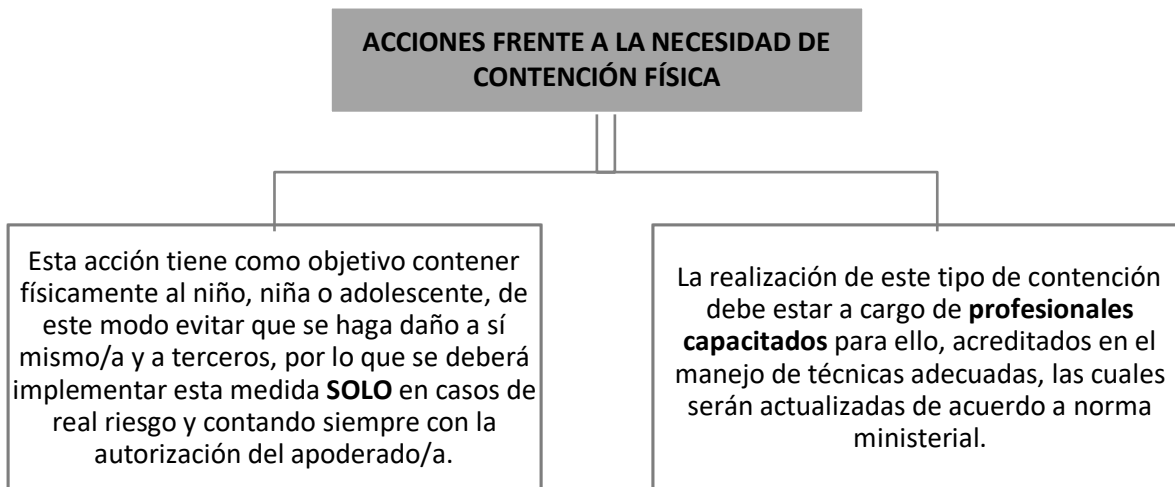 ACCIONES FRENTE A LA NECESIDAD DE
CONTENCIÓN FÍSICA
Esta acción tiene como objetivo contener
físicamente al niño, niña o adolescente, de
este modo evitar que se haga daño a sí
mismo/a y a terceros, por lo que se deberá
implementar esta medida SOLO en casos de
real riesgo y contando siempre con la
autorización del apoderado/a.
La realización de este tipo de contención
debe estar a cargo de profesionales
capacitados para ello, acreditados en el
manejo de técnicas adecuadas, las cuales
serán actualizadas de acuerdo a norma
ministerial.